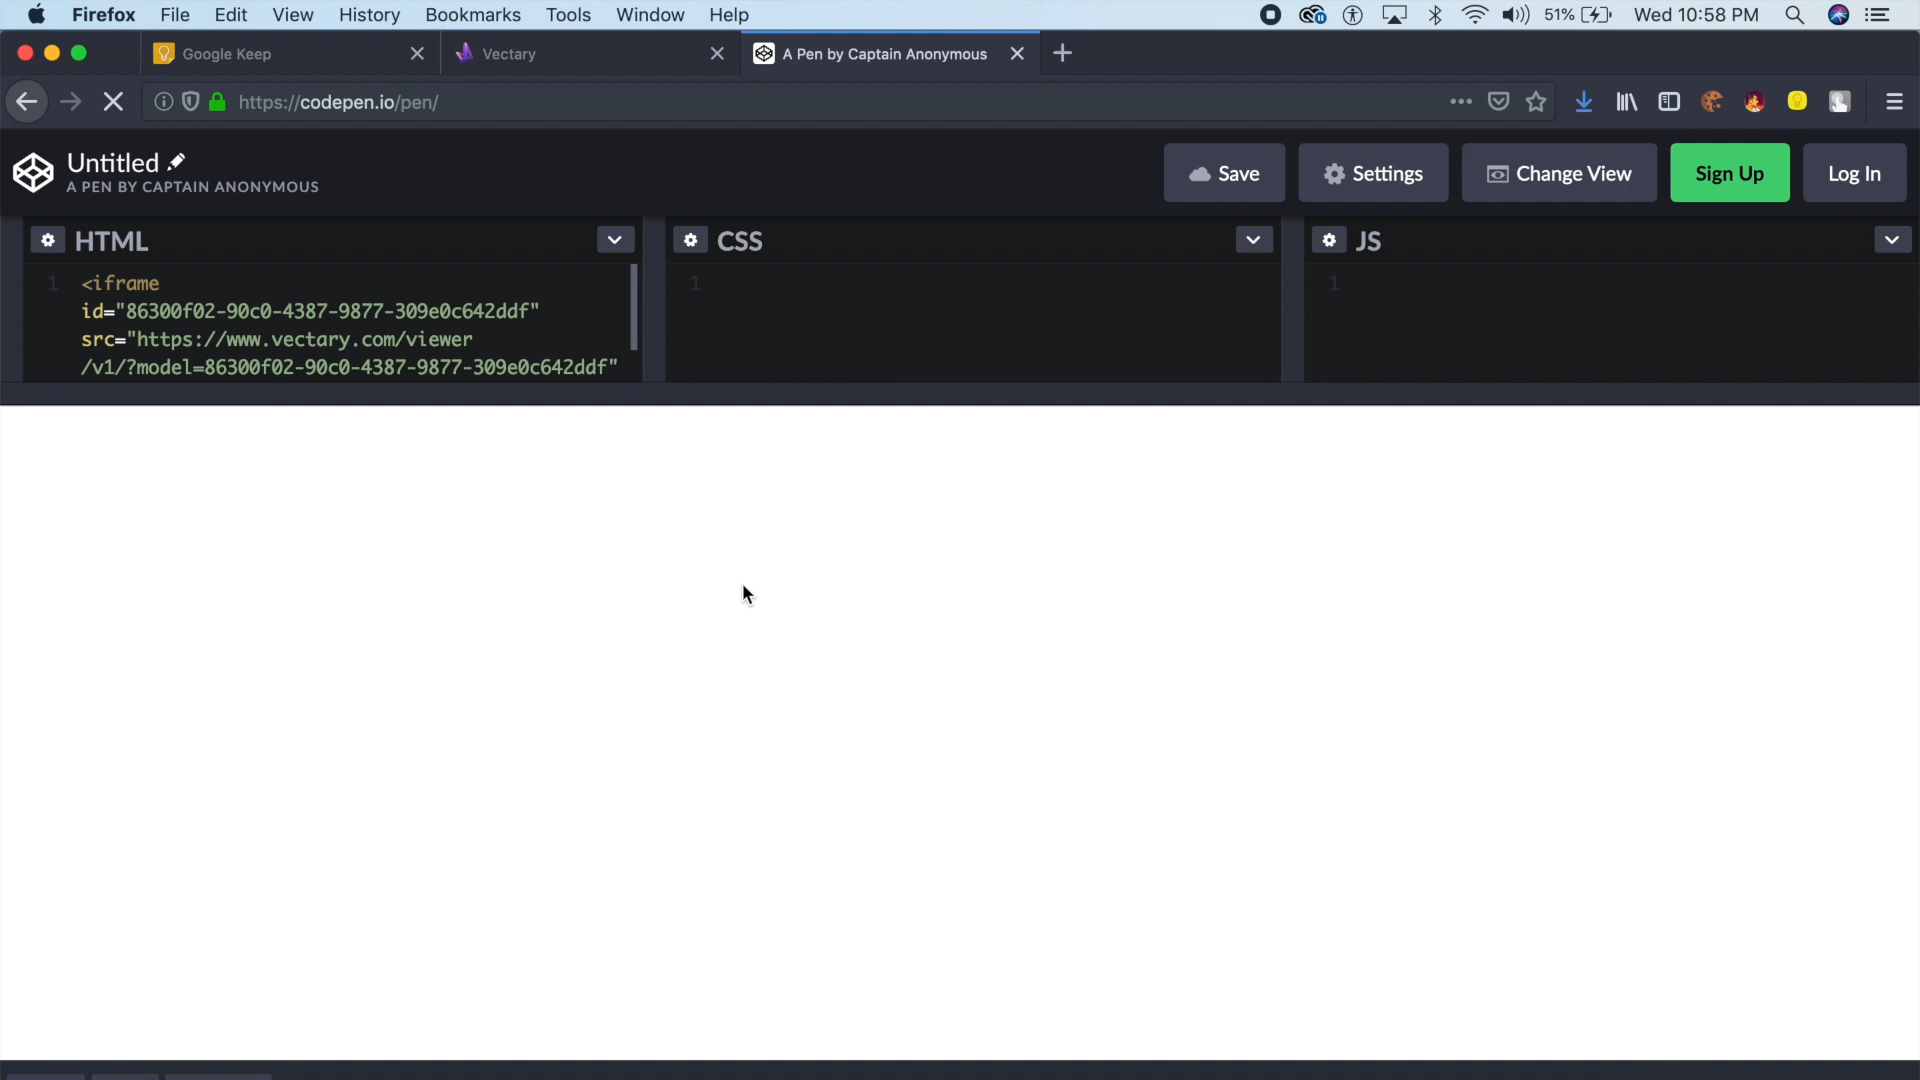 Firefox File Edit View History Bookmarks Tools Window Help 51% Wed 10:58 PM
Google Keep Vectary A Pen by Captain Anonymous
https://codepen.io/pen/
Untitled
A PEN BY CAPTAIN ANONYMOUS
Save Settings Change View Sign Up Log In
HTML CSS JS
1 <iframe 1 1
id="86300f02-90c0-4387-9877-309e0c642ddf"
src="https://www.vectary.com/viewer
/v1/?model=86300f02-90c0-4387-9877-309e0c642ddf"